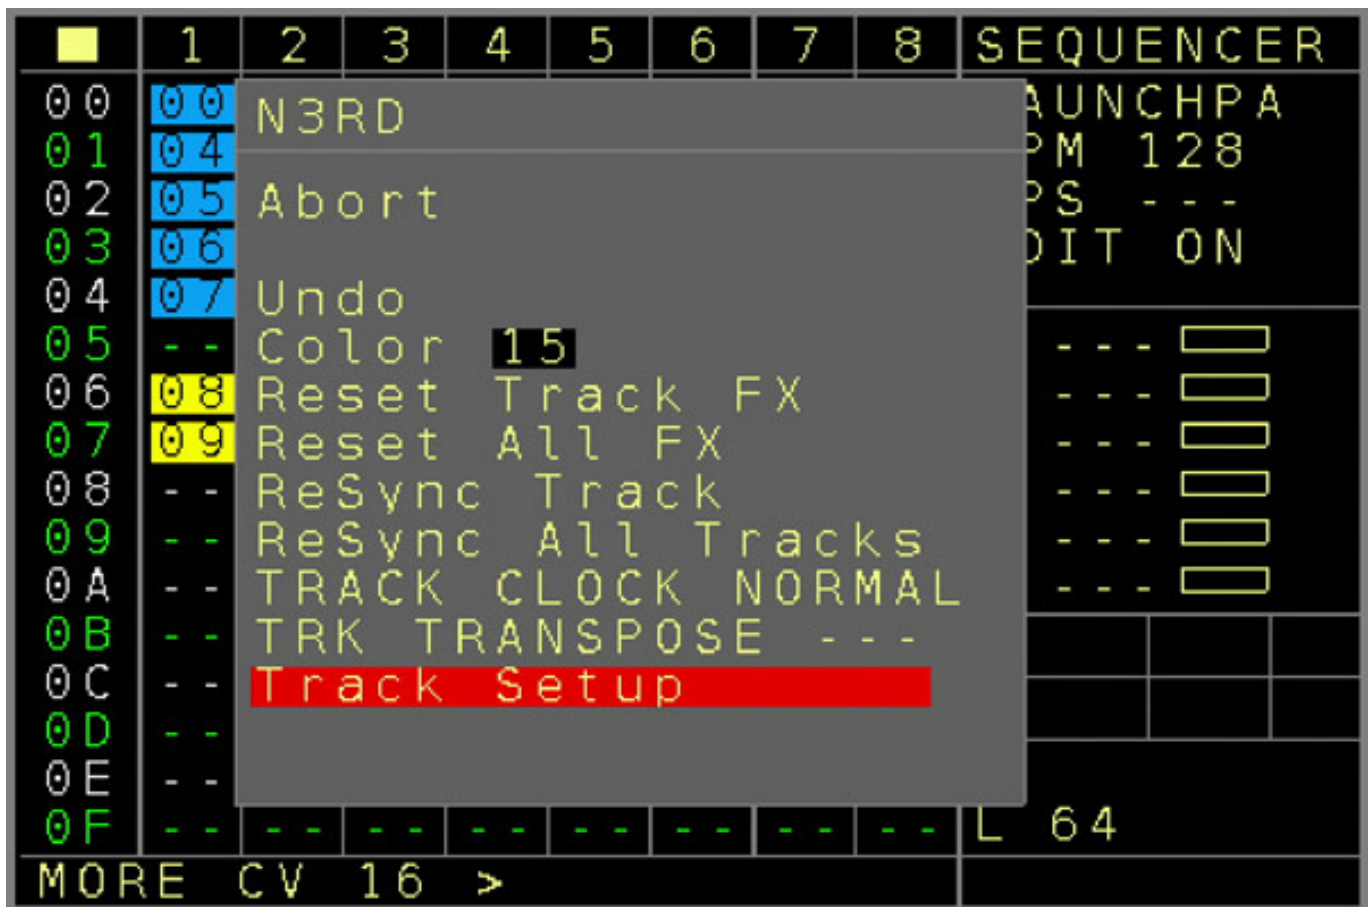 1 2 3 4 5 6 7 8 SEQUENCER
00 00 N3RD AUNCHPA
01 04 PM 128
02 05 Abort PS ---
03 06 DIT ON
04 07 Undo
05 -- Color 15 ---
06 08 Reset Track FX ---
07 09 Reset All FX ---
08 -- ReSync Track ---
09 -- ReSync All Tracks ---
0A -- TRACK CLOCK NORMAL ---
0B -- TRK TRANSPOSE ---
0C -- Track Setup
0D --
0E --
0F -- -- -- -- -- -- -- -- L 64
MORE CV 16 >